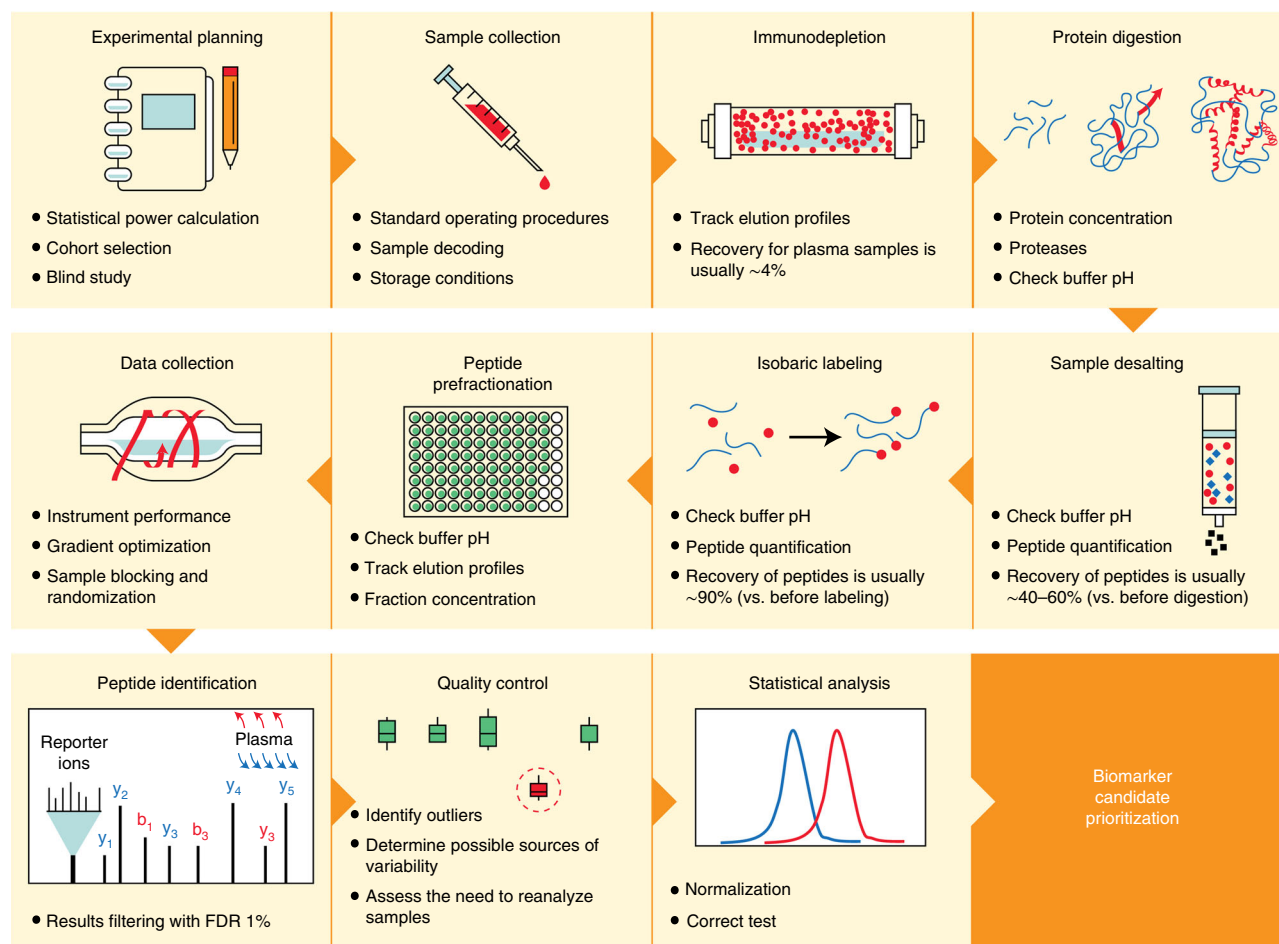 Experimental planning
• Statistical power calculation
• Cohort selection
• Blind study
Sample collection
• Standard operating procedures
• Sample decoding
• Storage conditions
Immunodepletion
• Track elution profiles
• Recovery for plasma samples is
usually ~4%
Protein digestion
• Protein concentration
• Proteases
• Check buffer pH
Sample desalting
• Check buffer pH
• Peptide quantification
• Recovery of peptides is usually
~40–60% (vs. before digestion)
Isobaric labeling
• Check buffer pH
• Peptide quantification
• Recovery of peptides is usually
~90% (vs. before labeling)
Peptide
prefractionation
• Check buffer pH
• Track elution profiles
• Fraction concentration
Data collection
• Instrument performance
• Gradient optimization
• Sample blocking and
randomization
Peptide identification
Reporter
ions
Plasma
y1
y2
b1
y3
b3
y4
y3
y5
• Results filtering with FDR 1%
Quality control
• Identify outliers
• Determine possible sources of
variability
• Assess the need to reanalyze
samples
Statistical analysis
• Normalization
• Correct test
Biomarker
candidate
prioritization